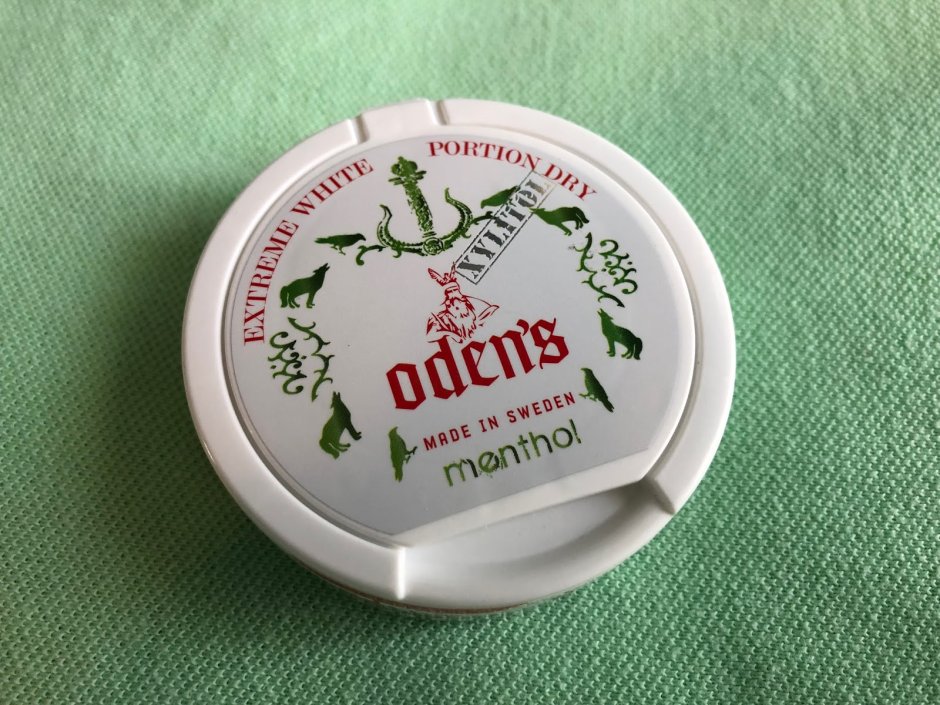 EXTREME WHITE PORTION DRY
XYLITOL
oden's
MADE IN SWEDEN
menthol